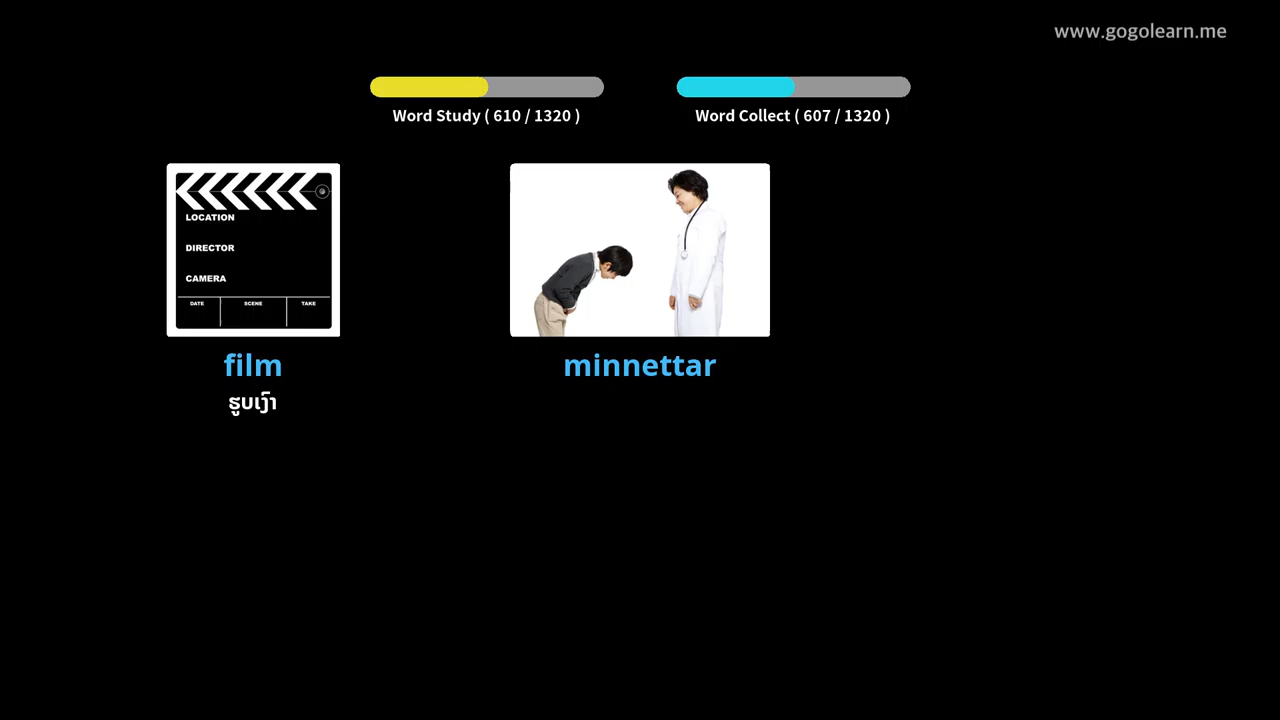 www.gogolearn.me
Word Study ( 610 / 1320 )
Word Collect ( 607 / 1320 )
LOCATION
DIRECTOR
CAMERA
DATE SCENE TAKE
film
ຮູບເງົາ
minnettar